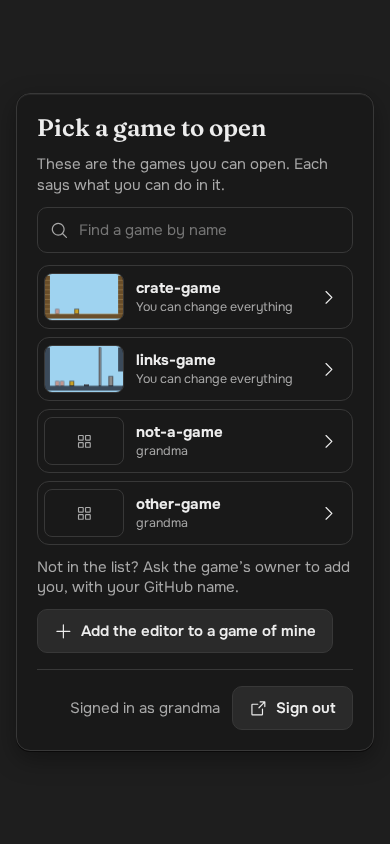 Pick a game to open
These are the games you can open. Each
says what you can do in it.
Find a game by name
crate-game
You can change everything
links-game
You can change everything
not-a-game
grandma
other-game
grandma
Not in the list? Ask the game’s owner to add
you, with your GitHub name.
Add the editor to a game of mine
Signed in as grandma
Sign out